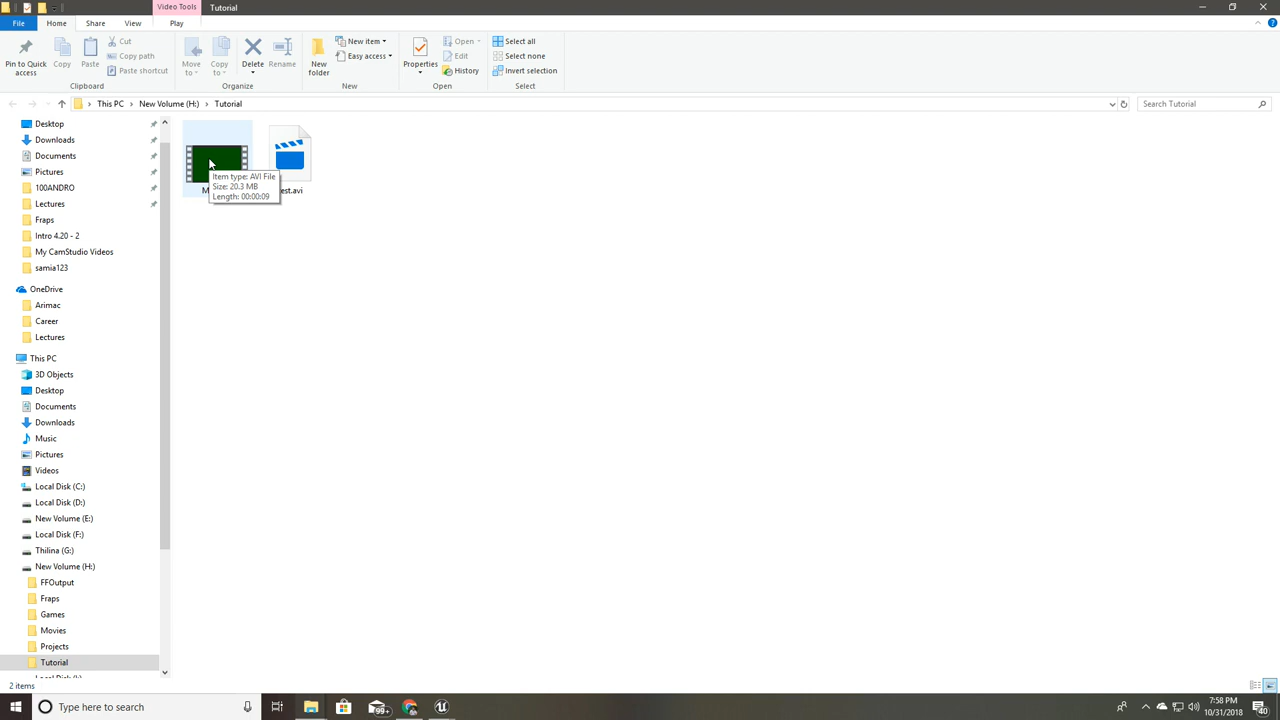 Video Tools
Tutorial
File
Home
Share
View
Play
Pin to Quick
access
Copy
Paste
Cut
Copy path
Paste shortcut
Clipboard
Move
to
Copy
to
Delete
Rename
Organize
New
folder
New item
Easy access
New
Properties
Open
Edit
History
Open
Select all
Select none
Invert selection
Select
This PC
New Volume (H:)
Tutorial
Search Tutorial
Desktop
Downloads
Documents
Pictures
100ANDRO
Lectures
Fraps
Intro 4.20 - 2
My CamStudio Videos
samia123
OneDrive
Arimac
Career
Lectures
This PC
3D Objects
Desktop
Documents
Downloads
Music
Pictures
Videos
Local Disk (C:)
Local Disk (D:)
New Volume (E:)
Local Disk (F:)
Thilina (G:)
New Volume (H:)
FFOutput
Fraps
Games
Movies
Projects
Tutorial
Item type: AVI File
Size: 20.3 MB
Length: 00:00:09
M
est.avi
2 items
Type here to search
99+
7:58 PM
10/31/2018
40